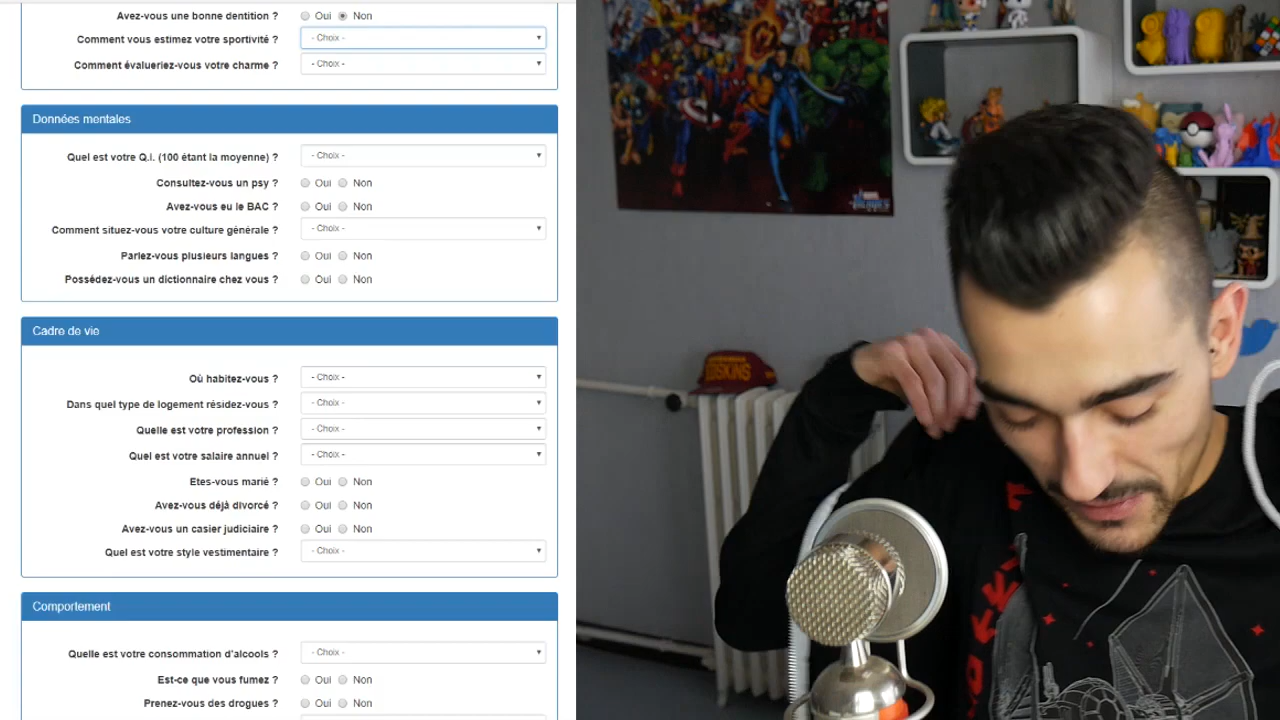 Avez-vous une bonne dentition ? Oui Non
Comment vous estimez votre sportivité ? - Choix -
Comment évalueriez-vous votre charme ? - Choix -
Données mentales
Quel est votre Q.I. (100 étant la moyenne) ? - Choix -
Consultez-vous un psy ? Oui Non
Avez-vous eu le BAC ? Oui Non
Comment situez-vous votre culture générale ? - Choix -
Parlez-vous plusieurs langues ? Oui Non
Possédez-vous un dictionnaire chez vous ? Oui Non
Cadre de vie
Où habitez-vous ? - Choix -
Dans quel type de logement résidez-vous ? - Choix -
Quelle est votre profession ? - Choix -
Quel est votre salaire annuel ? - Choix -
Etes-vous marié ? Oui Non
Avez-vous déjà divorcé ? Oui Non
Avez-vous un casier judiciaire ? Oui Non
Quel est votre style vestimentaire ? - Choix -
Comportement
Quelle est votre consommation d'alcools ? - Choix -
Est-ce que vous fumez ? Oui Non
Prenez-vous des drogues ? Oui Non
MARVEL
HEROES